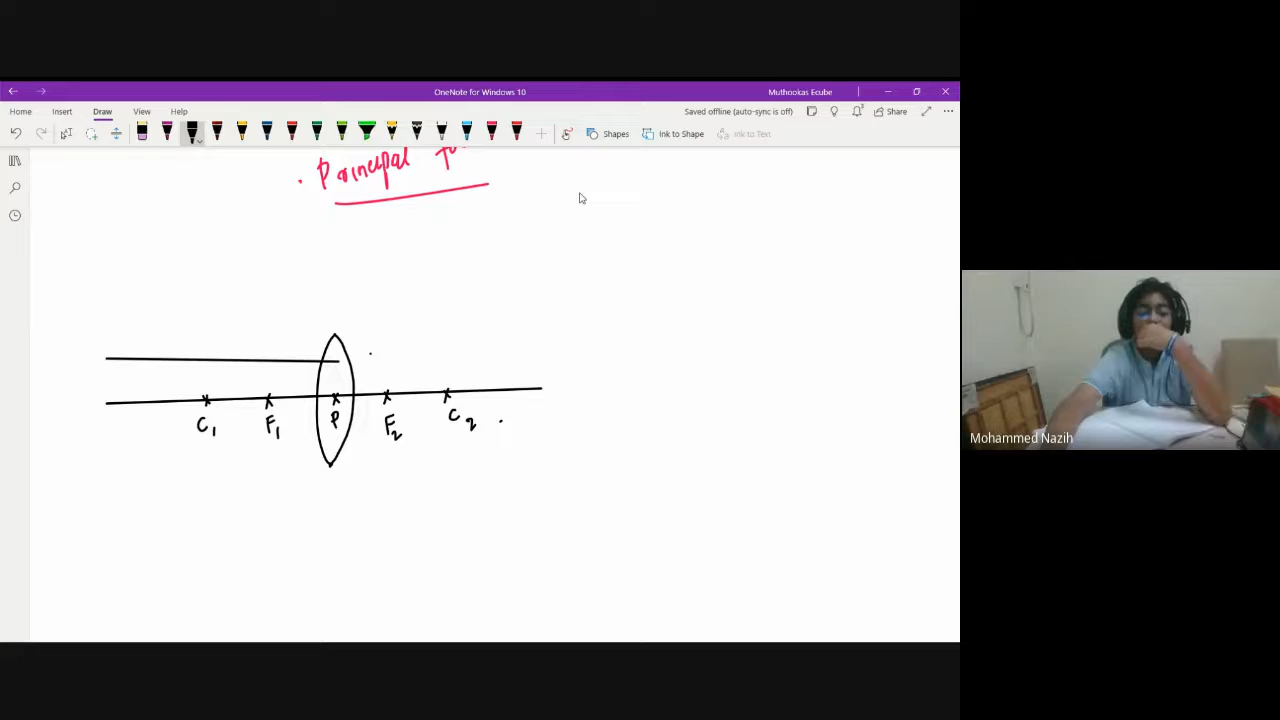 OneNote for Windows 10
Muthookas Ecube
Home Insert Draw View Help
Saved offline (auto-sync is off)
Share
Shapes
Ink to Shape
Ink to Text
. Principal
C1 F1 P F2 C2
Mohammed Nazih